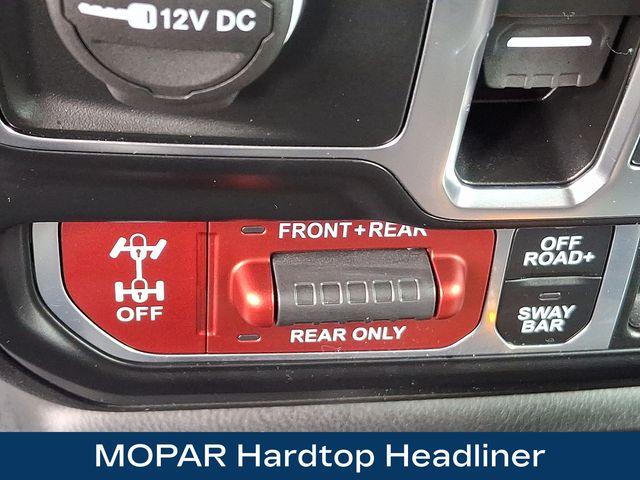 12V DC
FRONT+REAR
OFF
REAR ONLY
OFF
ROAD+
SWAY
BAR
MOPAR Hardtop Headliner